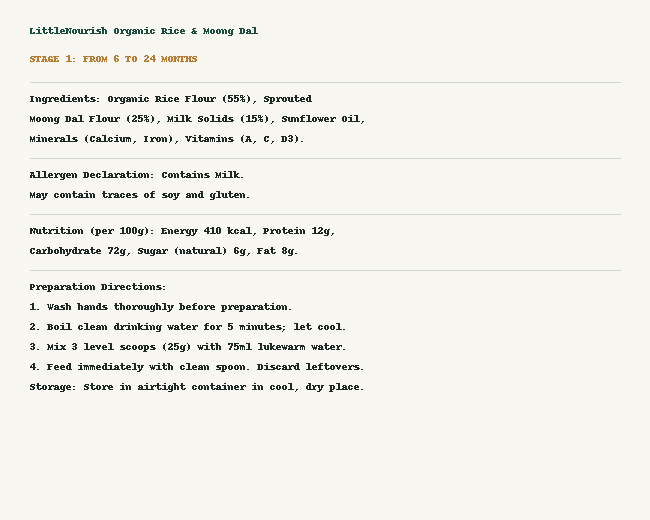 LittleNourish Organic Rice & Moong Dal
STAGE 1: FROM 6 TO 24 MONTHS
Ingredients: Organic Rice Flour (55%), Sprouted
Moong Dal Flour (25%), Milk Solids (15%), Sunflower Oil,
Minerals (Calcium, Iron), Vitamins (A, C, D3).
Allergen Declaration: Contains Milk.
May contain traces of soy and gluten.
Nutrition (per 100g): Energy 410 kcal, Protein 12g,
Carbohydrate 72g, Sugar (natural) 6g, Fat 8g.
Preparation Directions:
1. Wash hands thoroughly before preparation.
2. Boil clean drinking water for 5 minutes; let cool.
3. Mix 3 level scoops (25g) with 75ml lukewarm water.
4. Feed immediately with clean spoon. Discard leftovers.
Storage: Store in airtight container in cool, dry place.